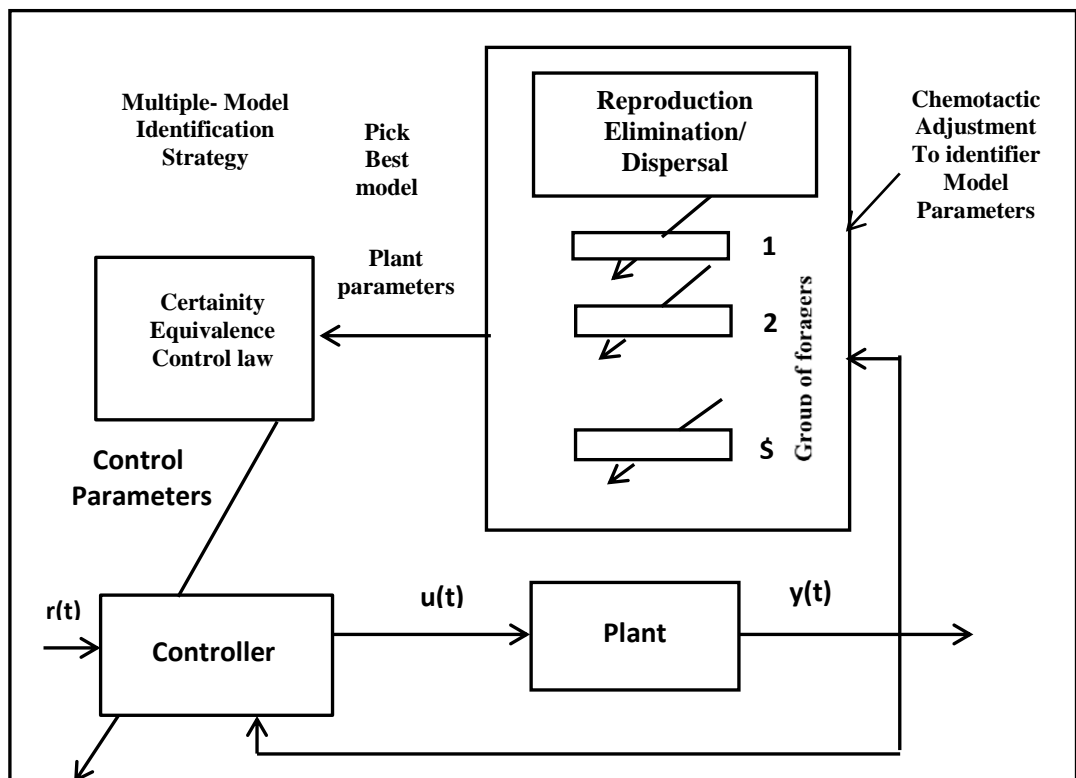 Multiple- Model
Identification
Strategy
Pick
Best
model
Plant
parameters
Reproduction
Elimination/
Dispersal
Chemotactic
Adjustment
To identifier
Model
Parameters
1
2
S
Group of foragers
Certainity
Equivalence
Control law
Control
Parameters
r(t)
Controller
u(t)
Plant
y(t)